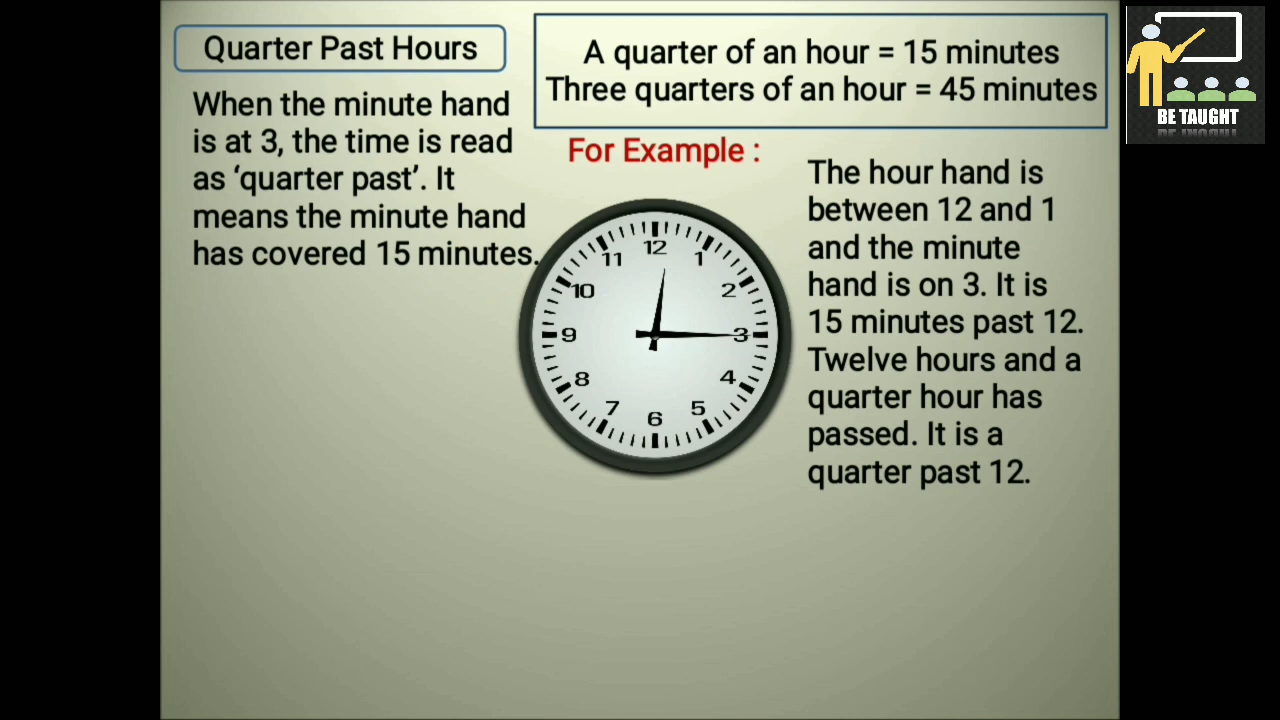 Quarter Past Hours
When the minute hand
is at 3, the time is read
as ‘quarter past’. It
means the minute hand
has covered 15 minutes.
A quarter of an hour = 15 minutes
Three quarters of an hour = 45 minutes
For Example :
12
1
2
3
4
5
6
7
8
9
10
11
The hour hand is
between 12 and 1
and the minute
hand is on 3. It is
15 minutes past 12.
Twelve hours and a
quarter hour has
passed. It is a
quarter past 12.
BE TAUGHT